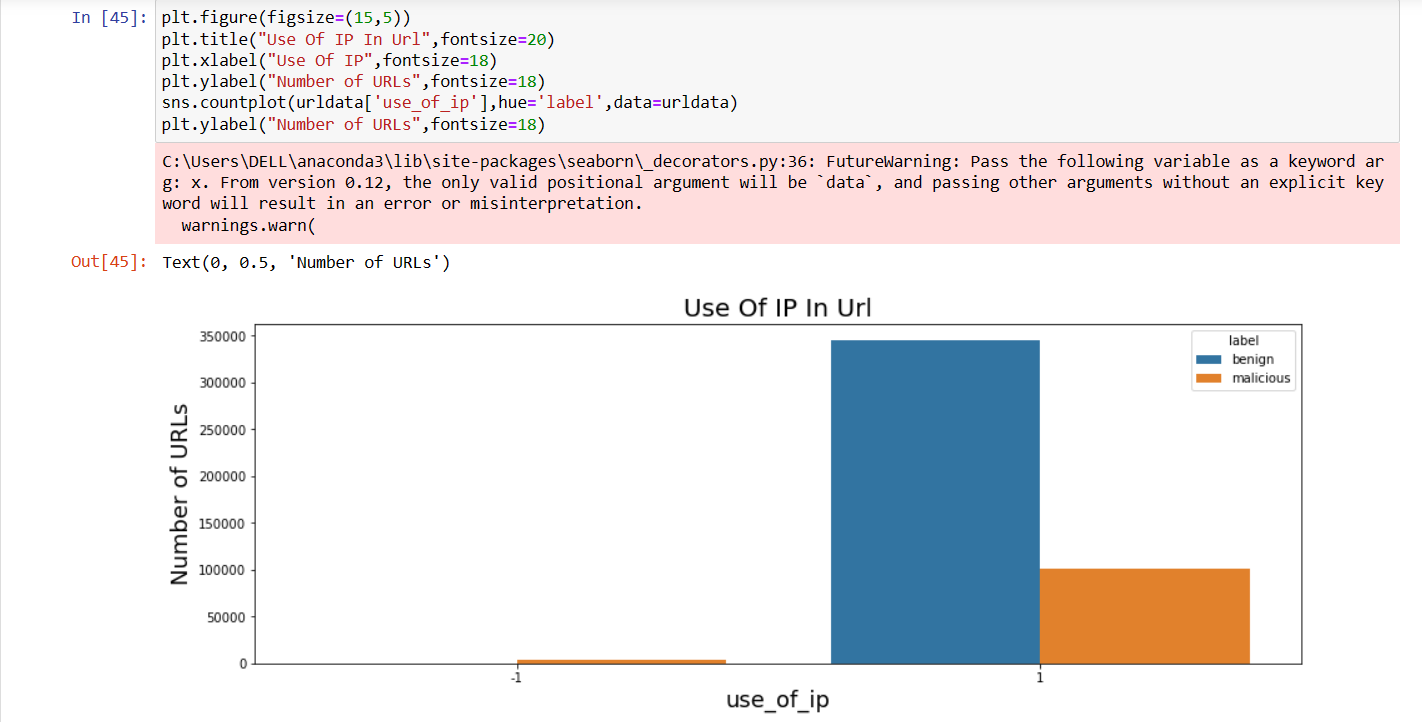 In [45]: plt.figure(figsize=(15,5))
plt.title("Use Of IP In Url",fontsize=20)
plt.xlabel("Use Of IP",fontsize=18)
plt.ylabel("Number of URLs",fontsize=18)
sns.countplot(urldata['use_of_ip'],hue='label',data=urldata)
plt.ylabel("Number of URLs",fontsize=18)
C:\Users\DELL\anaconda3\lib\site-packages\seaborn\_decorators.py:36: FutureWarning: Pass the following variable as a keyword ar
g: x. From version 0.12, the only valid positional argument will be `data`, and passing other arguments without an explicit key
word will result in an error or misinterpretation.
  warnings.warn(
Out[45]: Text(0, 0.5, 'Number of URLs')
Use Of IP In Url
label
benign
malicious
350000
300000
250000
200000
150000
100000
50000
0
Number of URLs
-1 1
use_of_ip